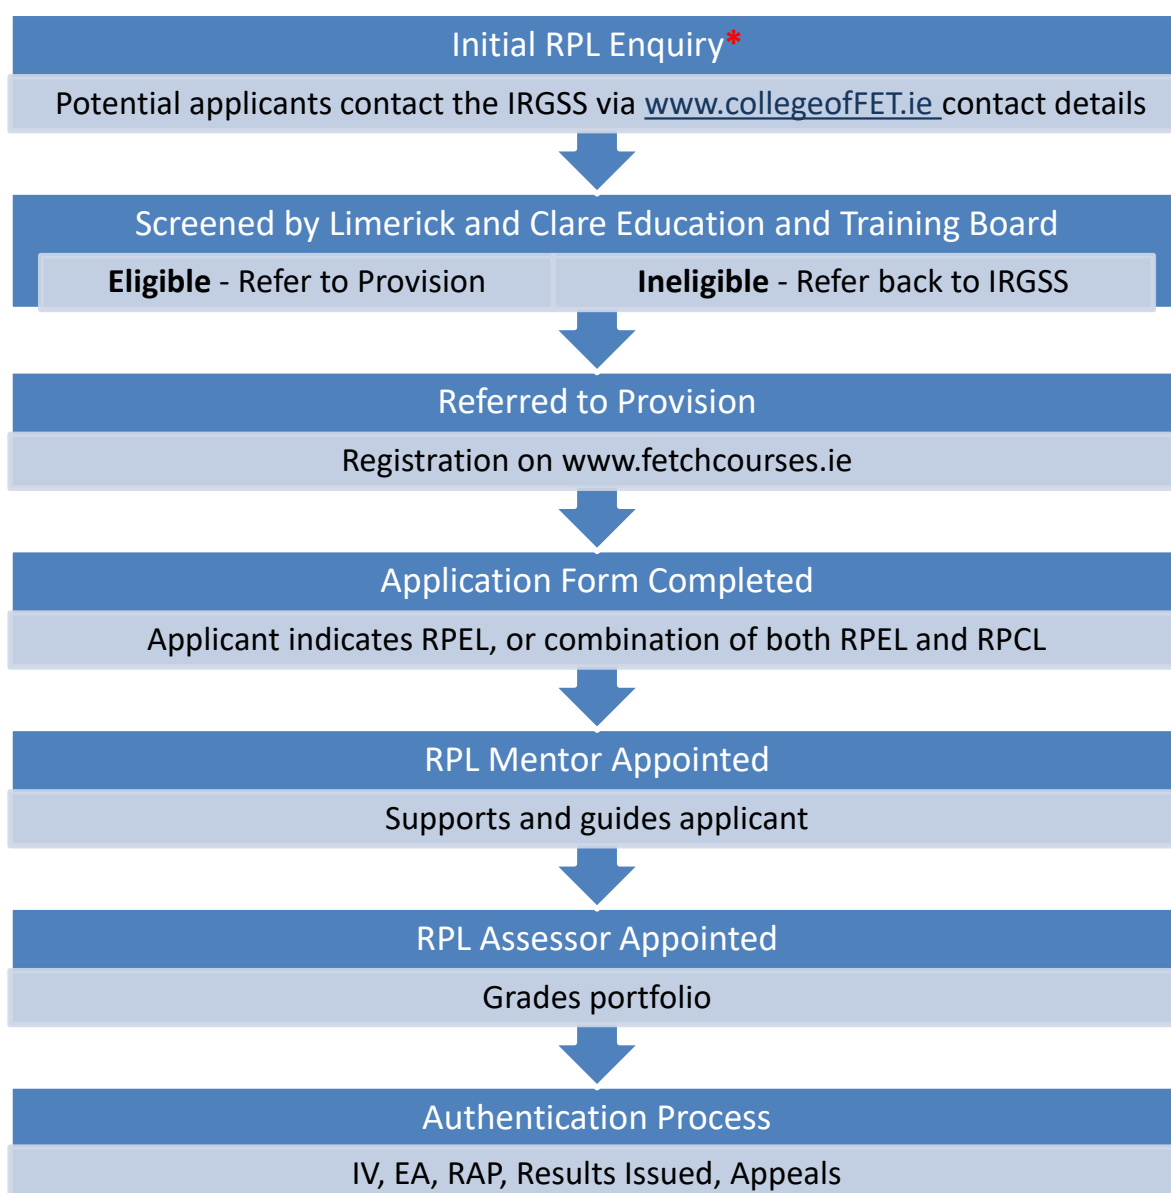 Initial RPL Enquiry*
Potential applicants contact the IRGSS via www.collegeofFET.ie contact details
Screened by Limerick and Clare Education and Training Board
Eligible - Refer to Provision
Ineligible - Refer back to IRGSS
Referred to Provision
Registration on www.fetchcourses.ie
Application Form Completed
Applicant indicates RPEL, or combination of both RPEL and RPCL
RPL Mentor Appointed
Supports and guides applicant
RPL Assessor Appointed
Grades portfolio
Authentication Process
IV, EA, RAP, Results Issued, Appeals